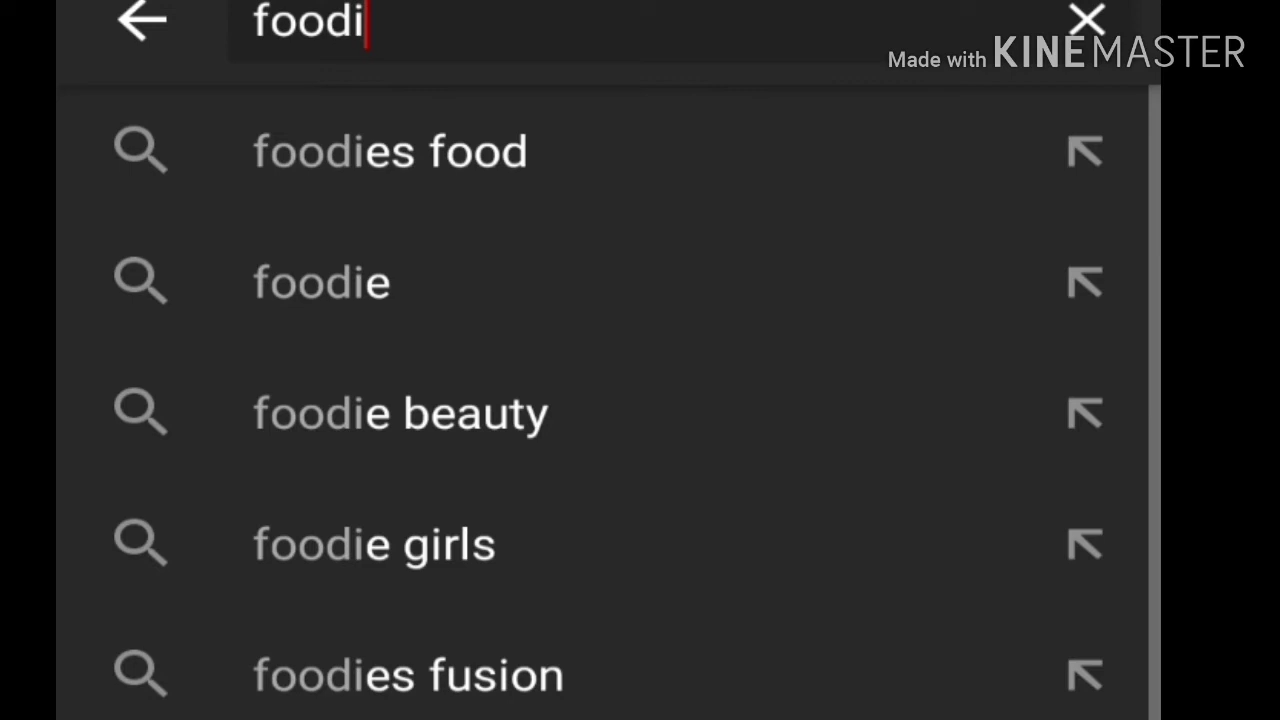 foodi
Made with KINEMASTER
foodies food
foodie
foodie beauty
foodie girls
foodies fusion